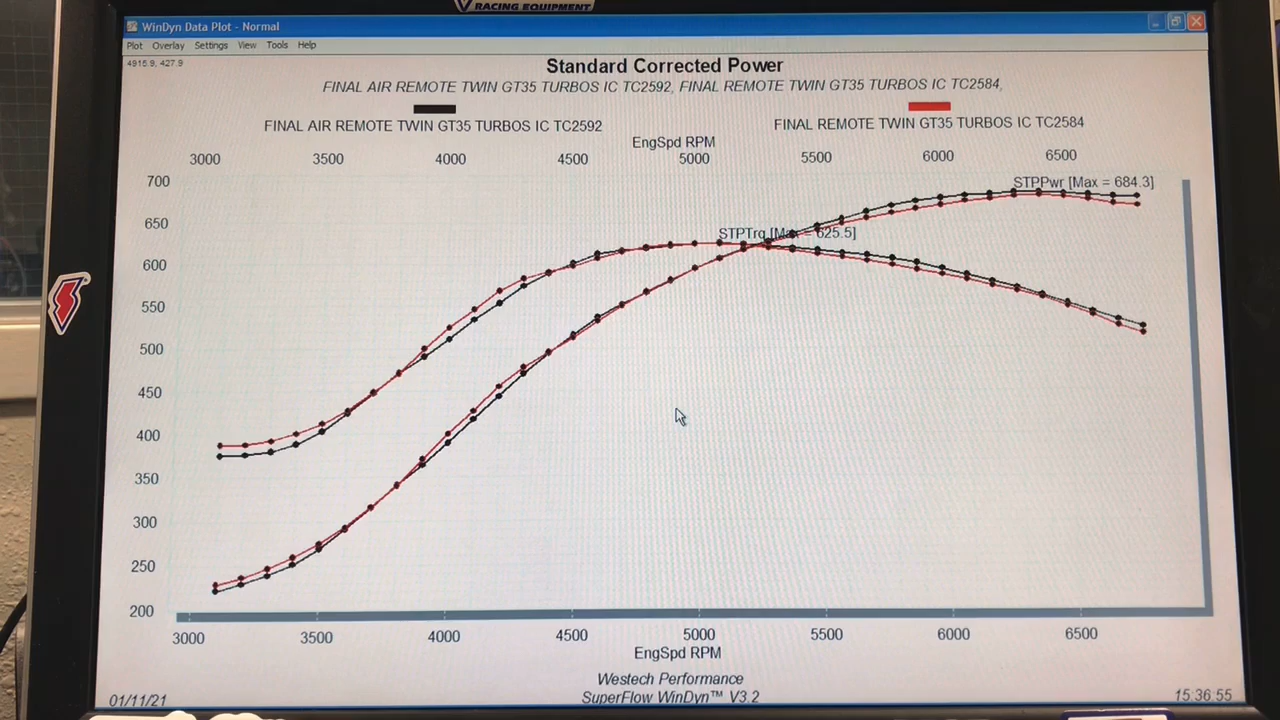 RACING EQUIPMENT
WinDyn Data Plot - Normal
Plot Overlay Settings View Tools Help
4915.9, 427.9
Standard Corrected Power
FINAL AIR REMOTE TWIN GT35 TURBOS IC TC2592, FINAL REMOTE TWIN GT35 TURBOS IC TC2584,
FINAL AIR REMOTE TWIN GT35 TURBOS IC TC2592
FINAL REMOTE TWIN GT35 TURBOS IC TC2584
EngSpd RPM
3000 3500 4000 4500 5000 5500 6000 6500
700
STPPwr [Max = 684.3]
650
STPTrq [Max = 625.5]
600
550
500
450
400
350
300
250
200
3000 3500 4000 4500 5000 5500 6000 6500
EngSpd RPM
Westech Performance
01/11/21
SuperFlow WinDyn™ V3.2
15:36:55